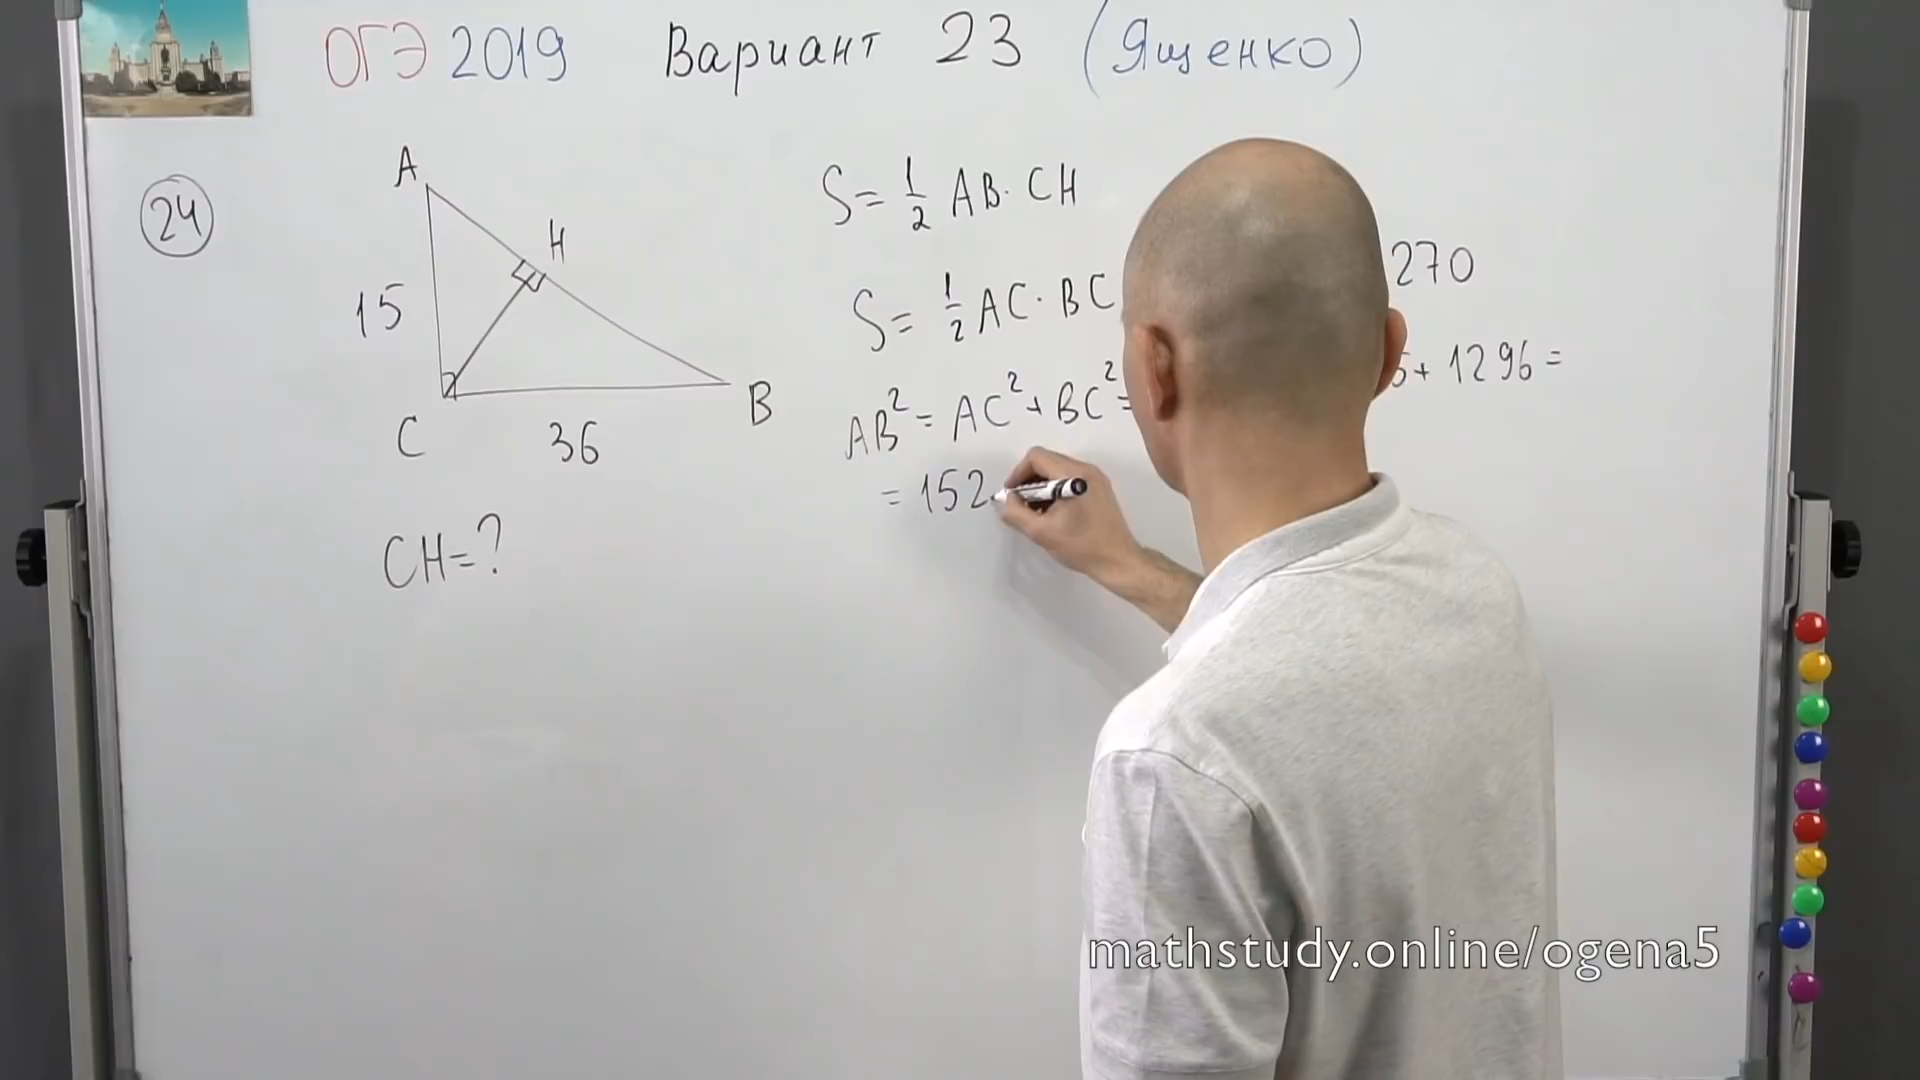 ОГЭ 2019 Вариант 23 (Ященко)
24
A
H
15
C
36
B
CH=?
S= 1/2 AB· CH
S= 1/2 AC· BC
270
AB²= AC²+ BC²=
+ 1296=
= 152
mathstudy.online/ogena5